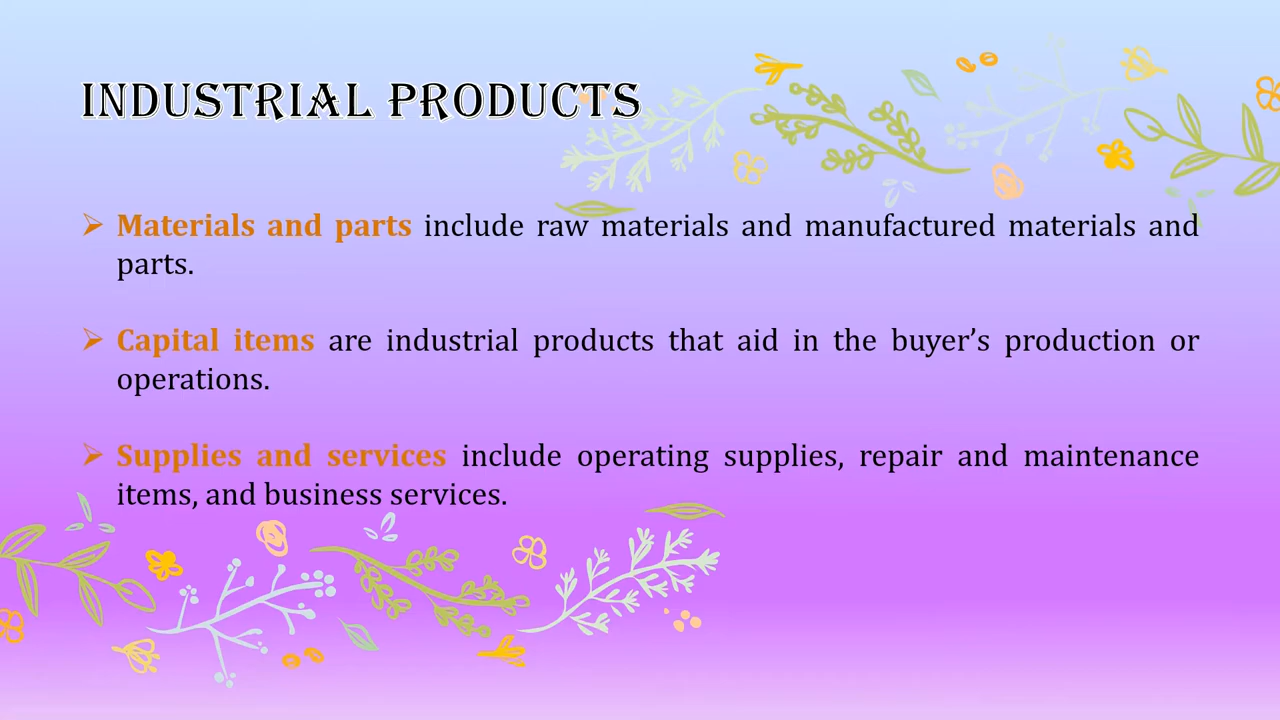 INDUSTRIAL PRODUCTS
➢ Materials and parts include raw materials and manufactured materials and
parts.
➢ Capital items are industrial products that aid in the buyer’s production or
operations.
➢ Supplies and services include operating supplies, repair and maintenance
items, and business services.